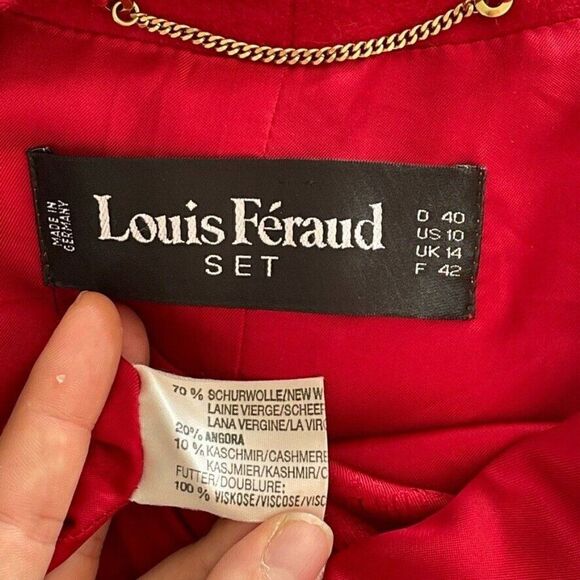 MADE IN
GERMANY
Louis Féraud
SET
D 40
US 10
UK 14
F 42
70 % SCHURWOLLE/NEW W
LAINE VIERGE/SCHEEF
LANA VERGINE/LA VIRG
20% ANGORA
10 % KASCHMIR/CASHMERE
KASJMIER/KASHMIR/C
FUTTER/DOUBLURE:
100 % VISKOSE/VISCOSE/VISC